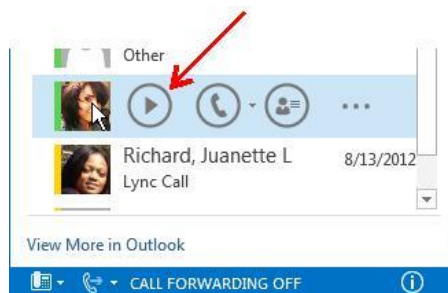 Other
Richard, Juanette L 8/13/2012
Lync Call
View More in Outlook
CALL FORWARDING OFF